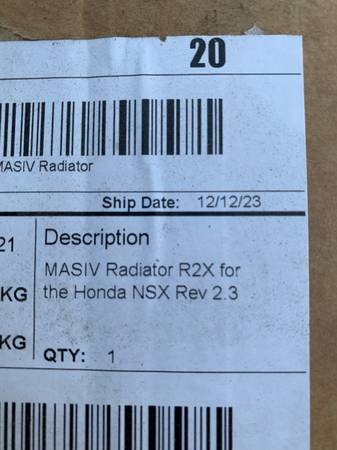 20
MASIV Radiator
Ship Date: 12/12/23
21
Description
MASIV Radiator R2X for
KG the Honda NSX Rev 2.3
KG
QTY: 1